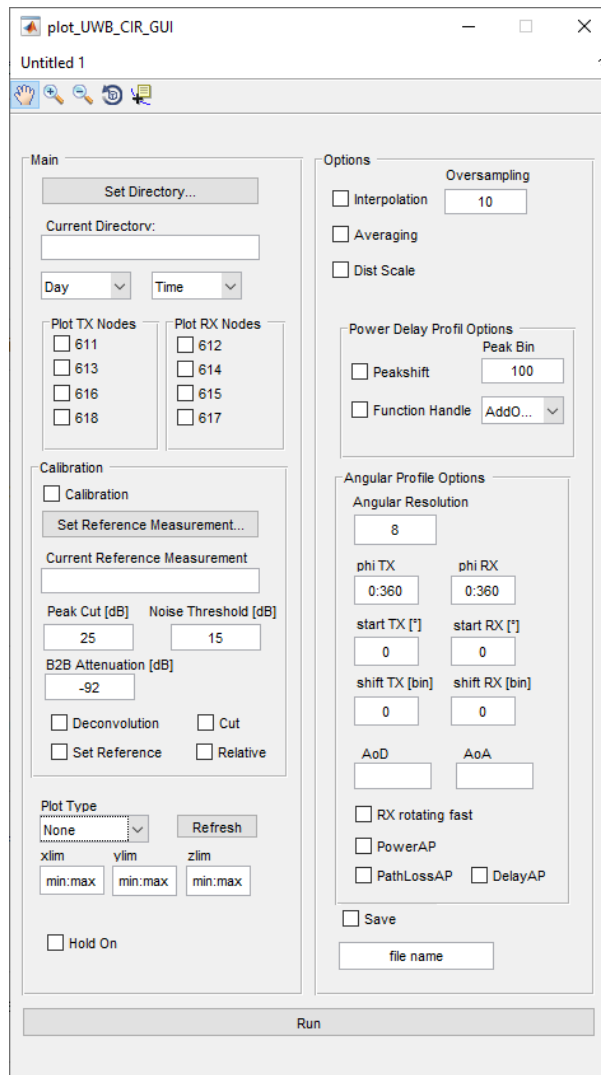 plot_UWB_CIR_GUI
Untitled 1
Main
Set Directory...
Current Directory:
Day Time
Plot TX Nodes Plot RX Nodes
611 612
613 614
616 615
618 617
Calibration
Calibration
Set Reference Measurement...
Current Reference Measurement
Peak Cut [dB] Noise Threshold [dB]
25 15
B2B Attenuation [dB]
-92
Deconvolution Cut
Set Reference Relative
Plot Type
None Refresh
xlim ylim zlim
min:max min:max min:max
Hold On
Options
Oversampling
Interpolation 10
Averaging
Dist Scale
Power Delay Profil Options
Peak Bin
Peakshift 100
Function Handle AddO...
Angular Profile Options
Angular Resolution
8
phi TX phi RX
0:360 0:360
start TX [°] start RX [°]
0 0
shift TX [bin] shift RX [bin]
0 0
AoD AoA
RX rotating fast
PowerAP
PathLossAP DelayAP
Save
file name
Run